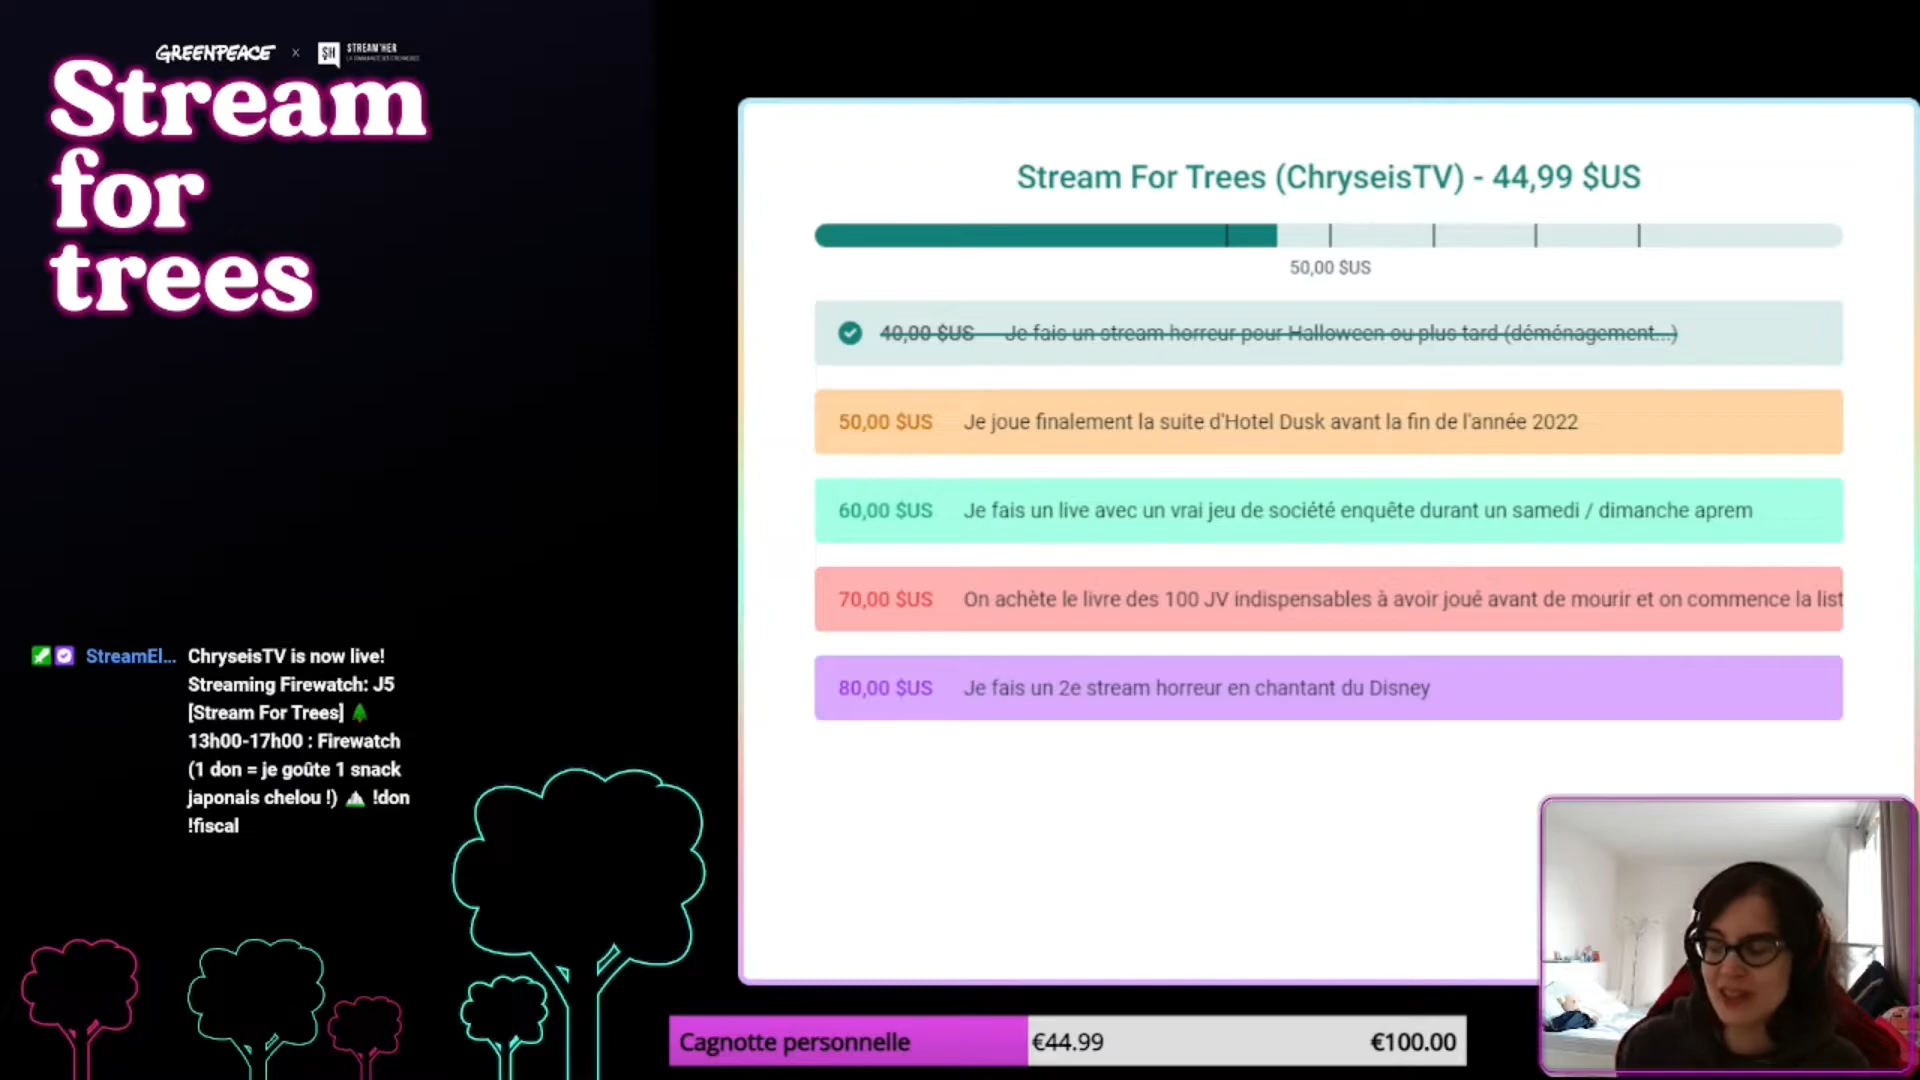 GREENPEACE x STREAM'HER
Stream
for
trees
Stream For Trees (ChryseisTV) - 44,99 $US
50,00 $US
40,00 $US Je fais un stream horreur pour Halloween ou plus tard (déménagement...)
50,00 $US Je joue finalement la suite d'Hotel Dusk avant la fin de l'année 2022
60,00 $US Je fais un live avec un vrai jeu de société enquête durant un samedi / dimanche aprem
70,00 $US On achète le livre des 100 JV indispensables à avoir joué avant de mourir et on commence la list
80,00 $US Je fais un 2e stream horreur en chantant du Disney
StreamEl... ChryseisTV is now live!
Streaming Firewatch: J5
[Stream For Trees]
13h00-17h00 : Firewatch
(1 don = je goûte 1 snack
japonais chelou !) !don
!fiscal
Cagnotte personnelle €44.99 €100.00